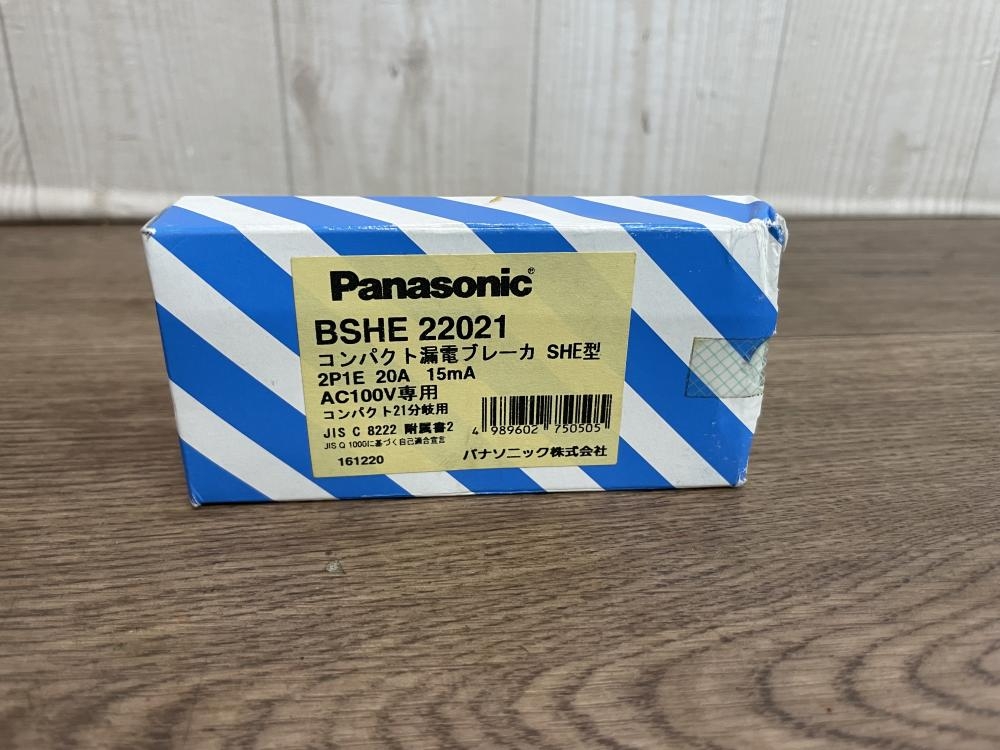 Panasonic®
BSHE 22021
コンパクト漏電ブレーカ SHE型
2P1E 20A 15mA
AC100V専用
コンパクト21分岐用
JIS C 8222 附属書2
JIS Q 1000に基づく自己適合宣言
4 989602 750505
161220
パナソニック株式会社